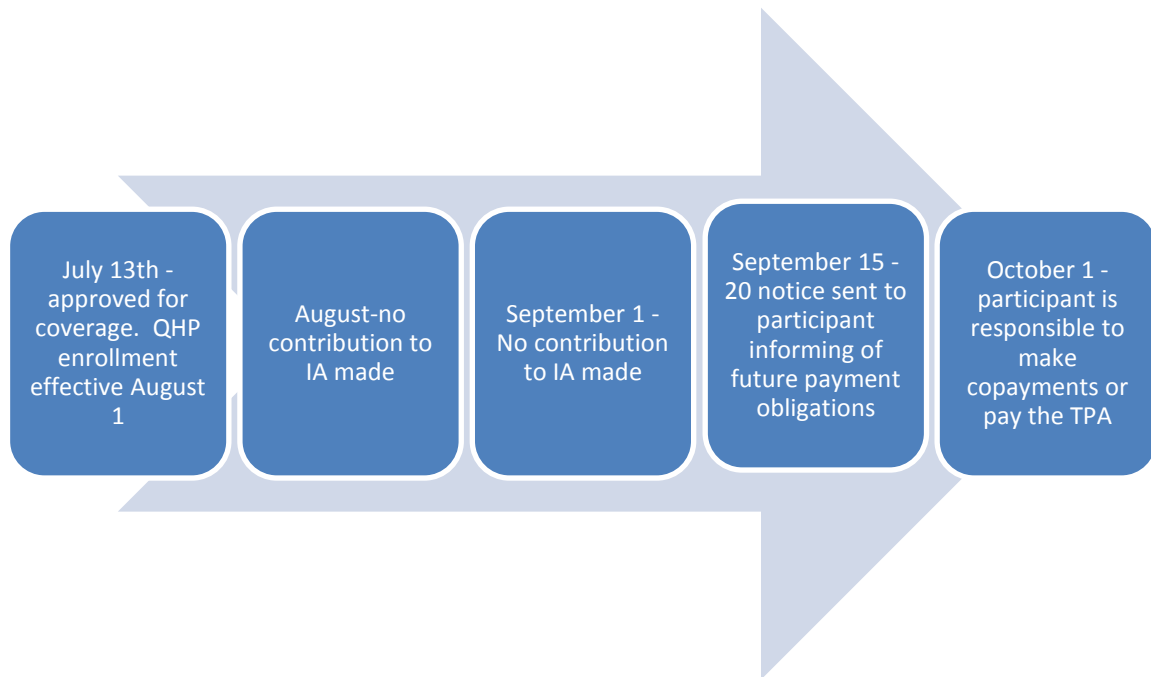 July 13th -
approved for
coverage.  QHP
enrollment
effective August
1
August-no
contribution to
IA made
September 1 -
No contribution
to IA made
September 15 -
20 notice sent to
participant
informing of
future payment
obligations
October 1 -
participant is
responsible to
make
copayments or
pay the TPA